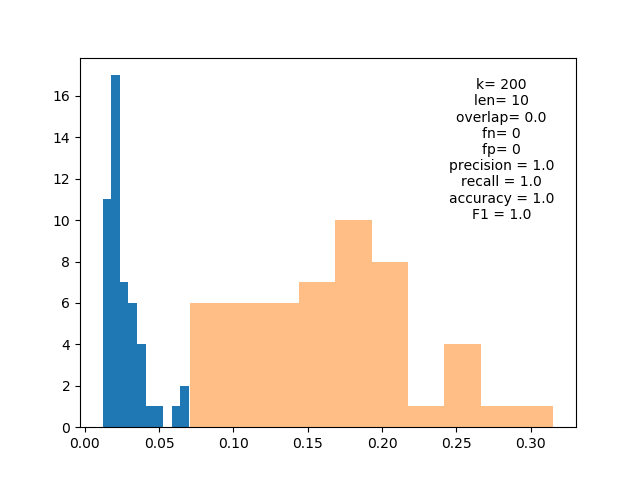 16
14
12
10
8
6
4
2
0
k= 200
len= 10
overlap= 0.0
fn= 0
fp= 0
precision = 1.0
recall = 1.0
accuracy = 1.0
F1 = 1.0
0.00 0.05 0.10 0.15 0.20 0.25 0.30